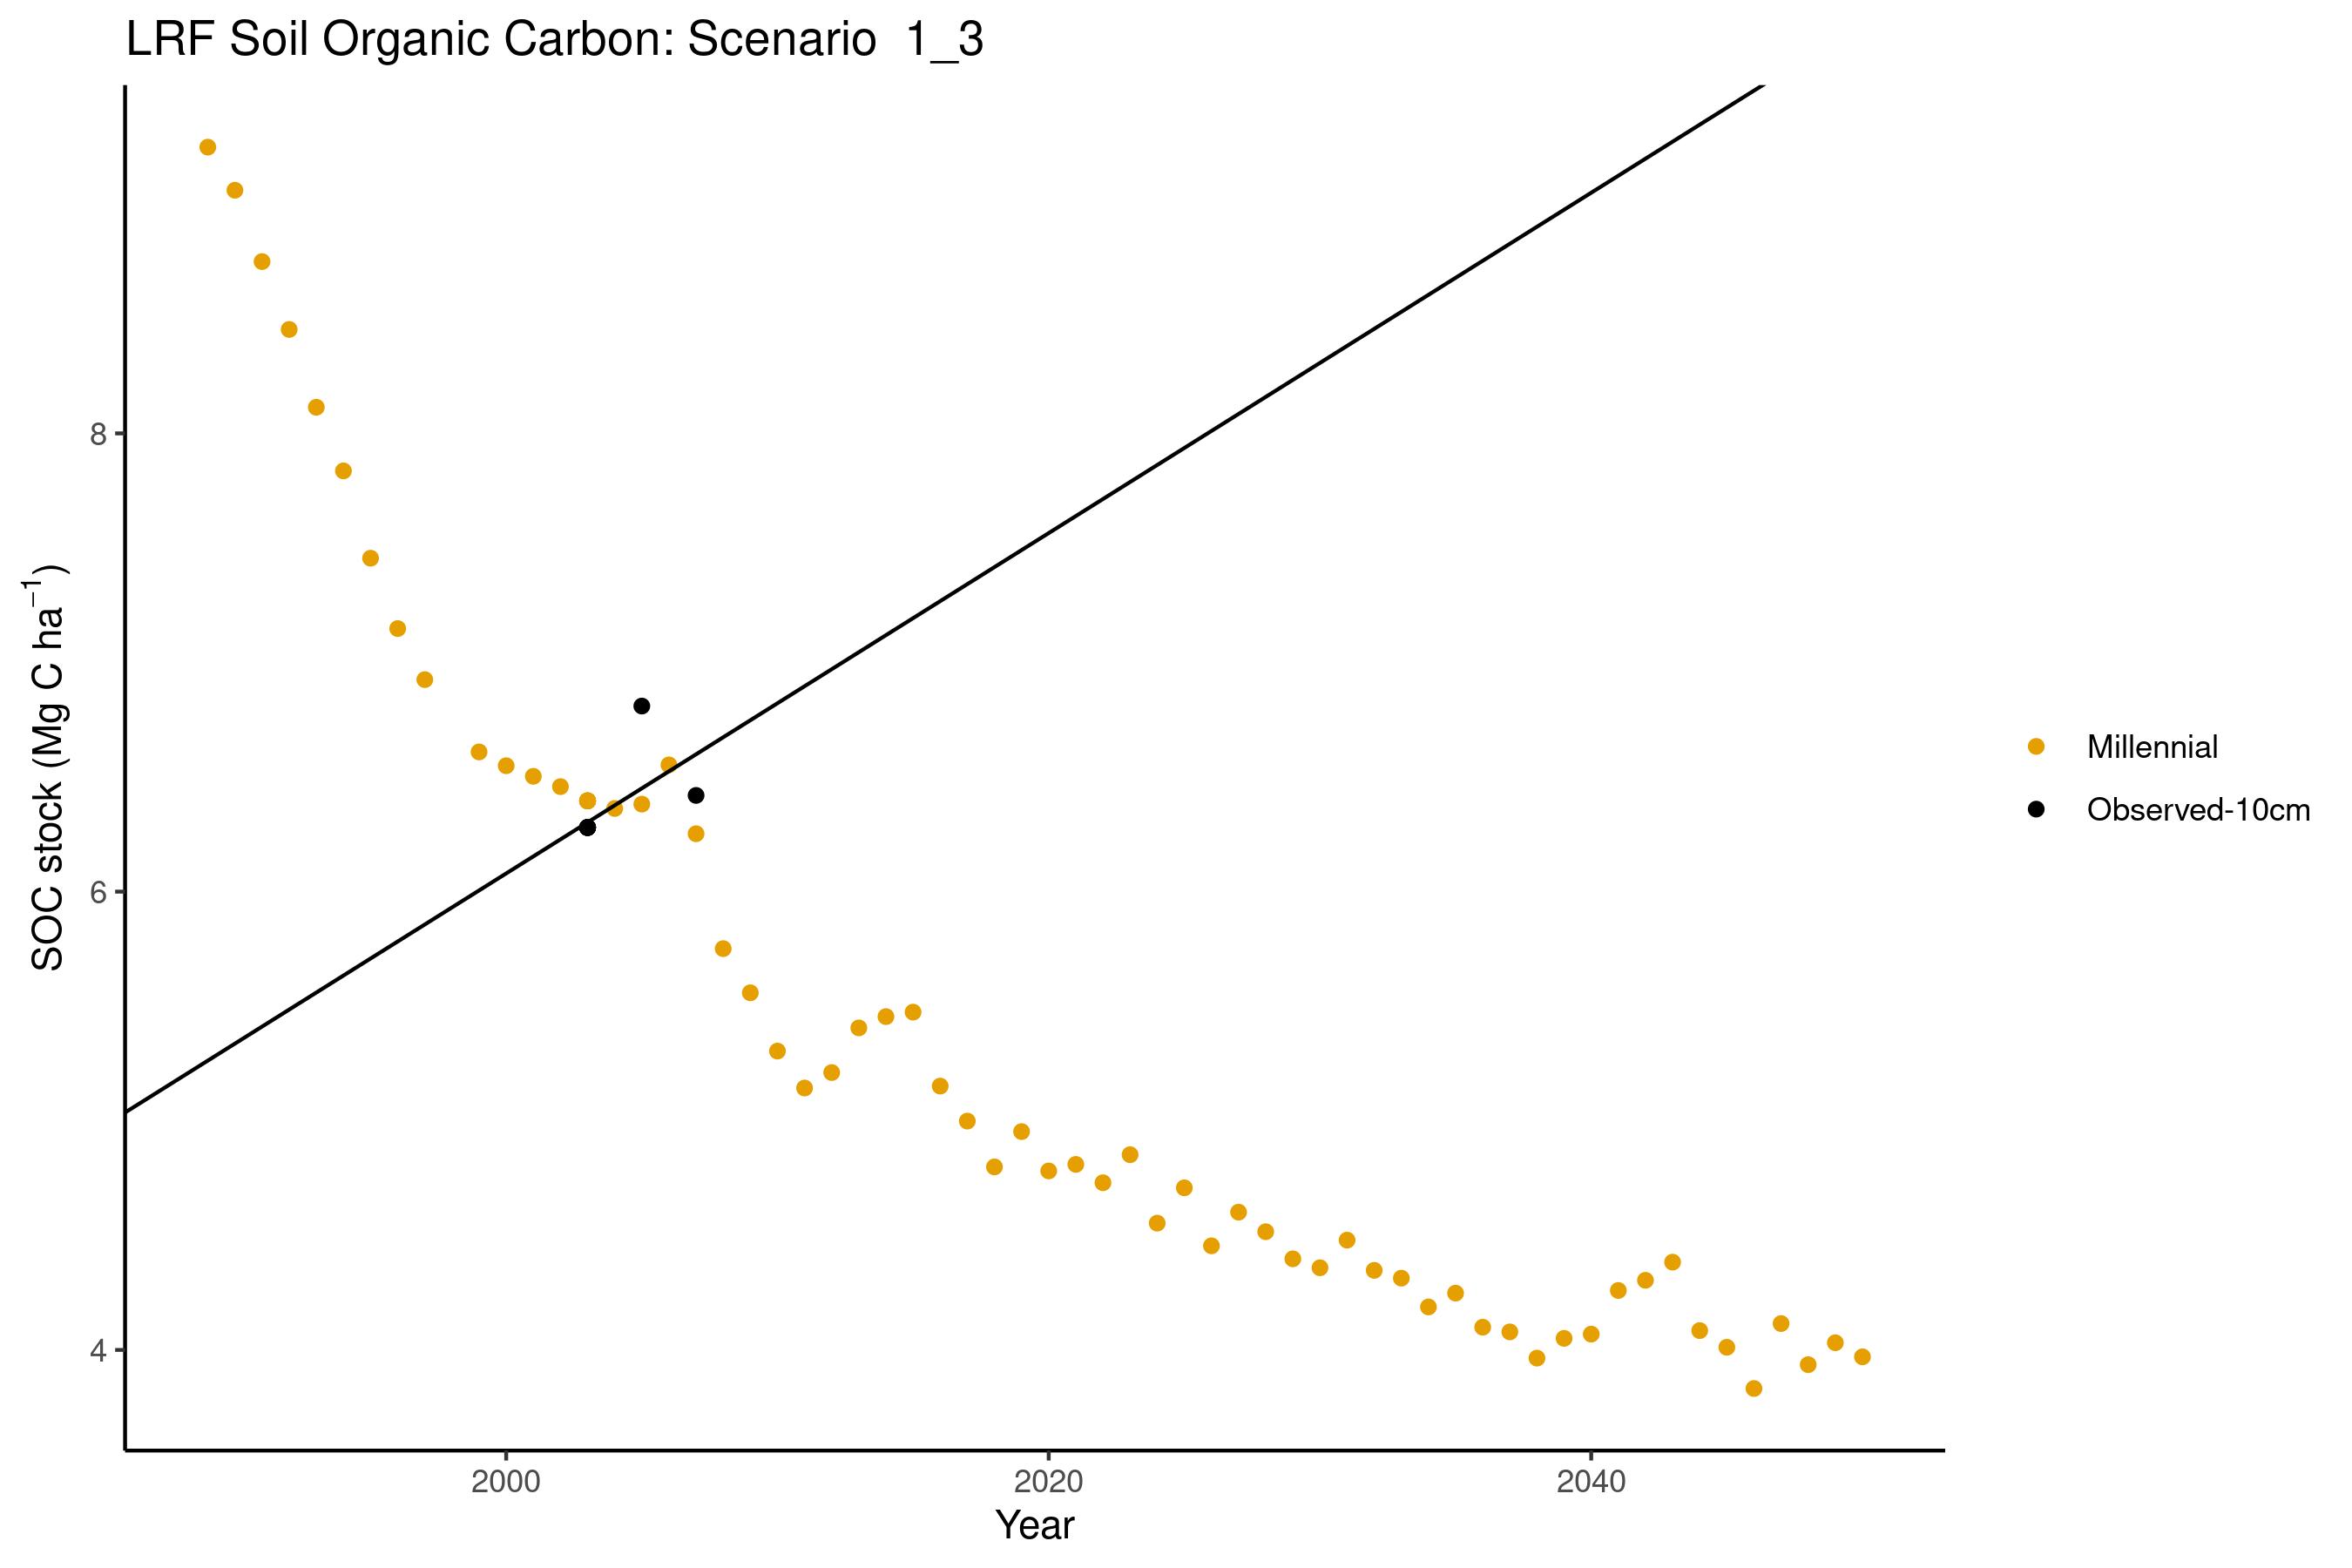 LRF Soil Organic Carbon: Scenario  1_3
SOC stock (Mg C ha⁻¹)
8
6
4
2000
2020
2040
Year
Millennial
Observed-10cm